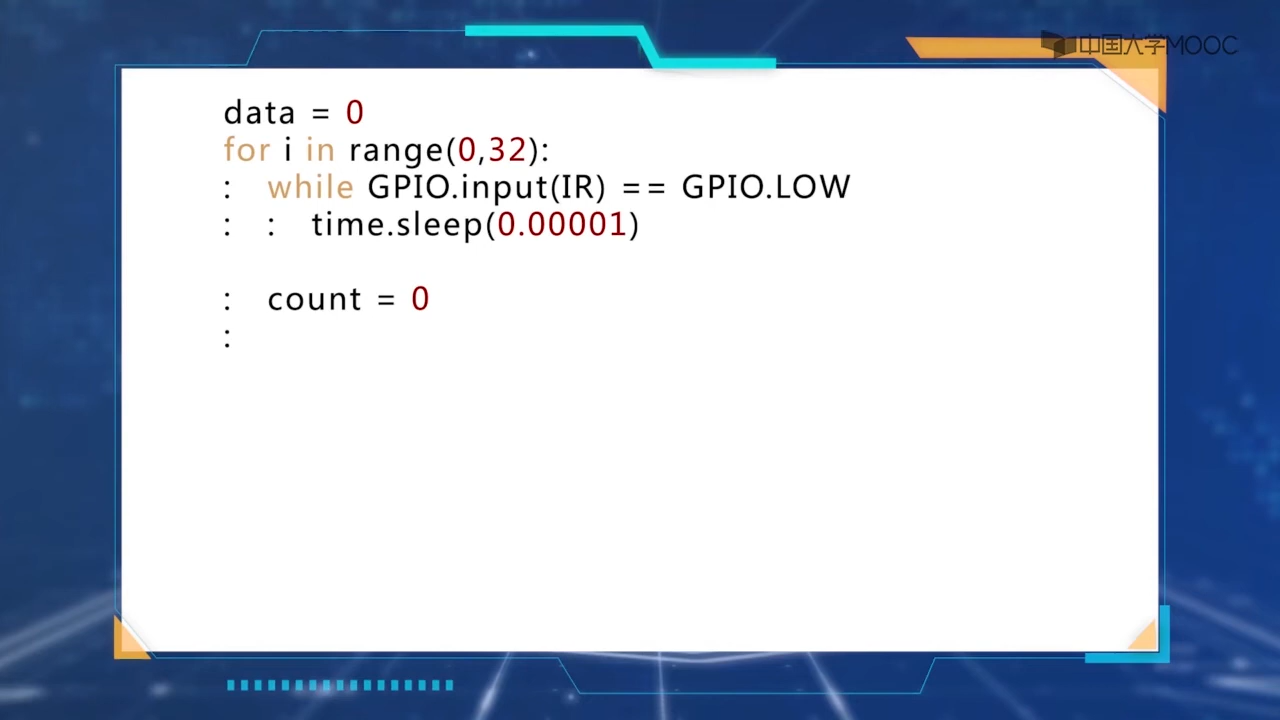 中国大学MOOC
data = 0
for i in range(0,32):
: while GPIO.input(IR) == GPIO.LOW
: : time.sleep(0.00001)
: count = 0
: